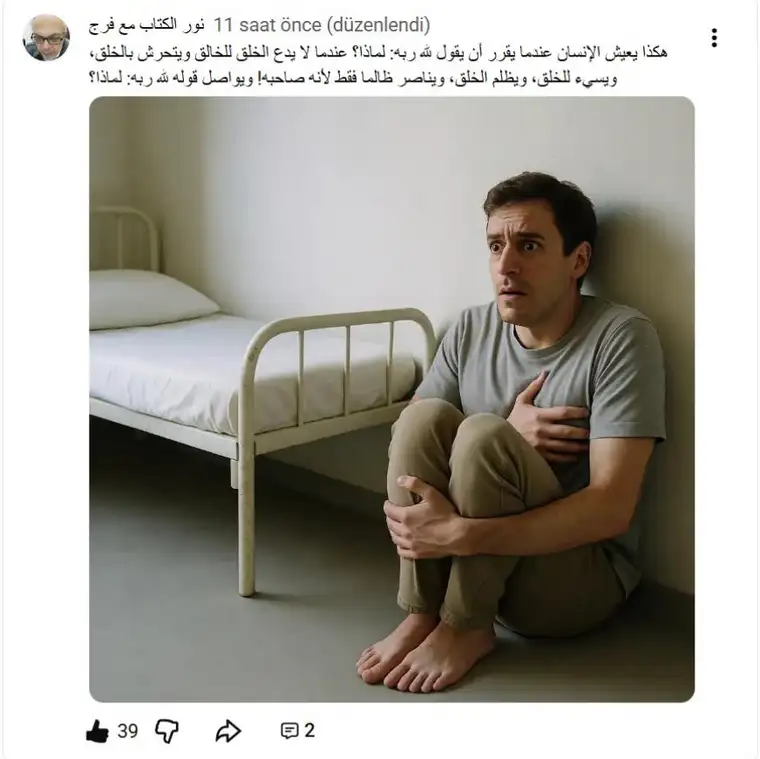 نور الكتاب مع فرج 11 saat önce (düzenlendi)
هكذا يعيش الإنسان عندما يقرر أن يقول لله ربه: لماذا؟ عندما لا يدع الخلق للخالق ويتحرش بالخلق،
ويسيء للخلق، ويظلم الخلق، ويناصر ظالما فقط لأنه صاحبه! ويواصل قوله لله ربه: لماذا؟
39
2